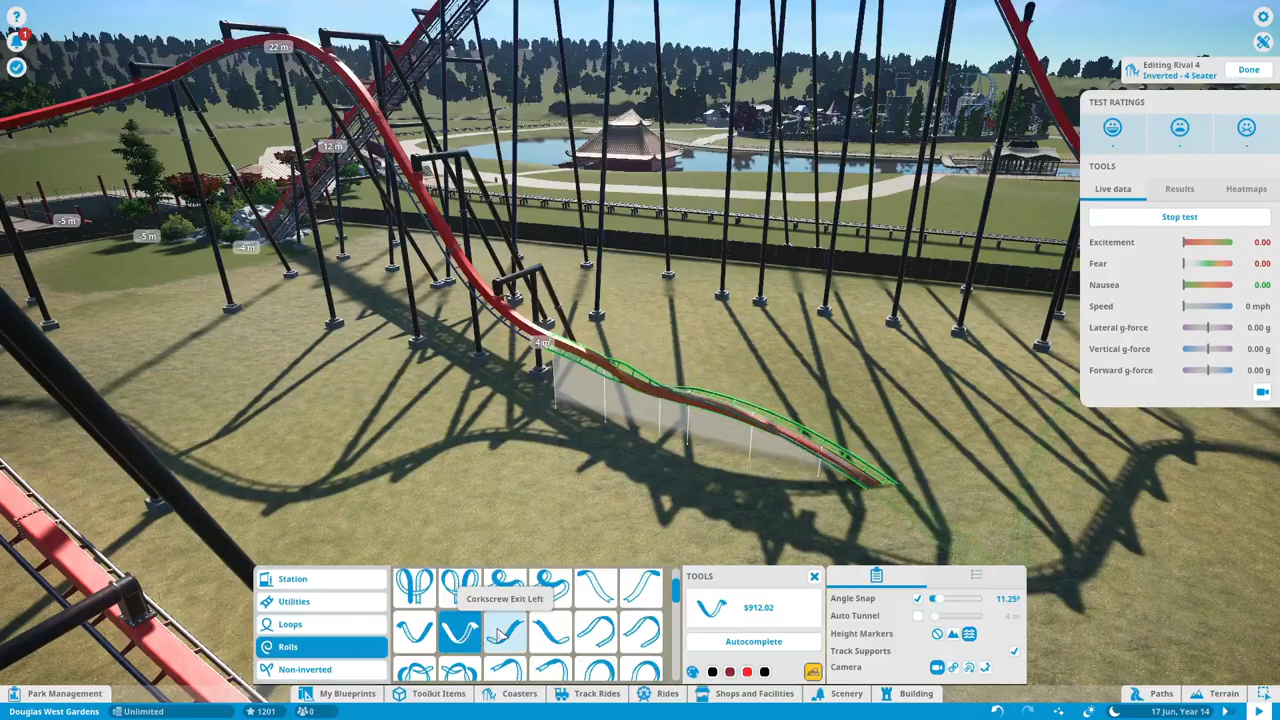 ?
1
22 m
12 m
-5 m
-5 m
-4 m
4 m
Editing Rival 4
Inverted - 4 Seater
Done
TEST RATINGS
-
-
-
TOOLS
Live data
Results
Heatmaps
Stop test
Excitement 0.00
Fear 0.00
Nausea 0.00
Speed 0 mph
Lateral g-force 0.00 g
Vertical g-force 0.00 g
Forward g-force 0.00 g
Station
Utilities
Loops
Rolls
Non-inverted
Corkscrew Exit Left
TOOLS
$912.02
Autocomplete
Angle Snap 11.25°
Auto Tunnel 4 m
Height Markers
Track Supports
Camera
Park Management
My Blueprints
Toolkit Items
Coasters
Track Rides
Rides
Shops and Facilities
Scenery
Building
Paths
Terrain
Douglas West Gardens
Unlimited
1201
0
17 Jun, Year 14